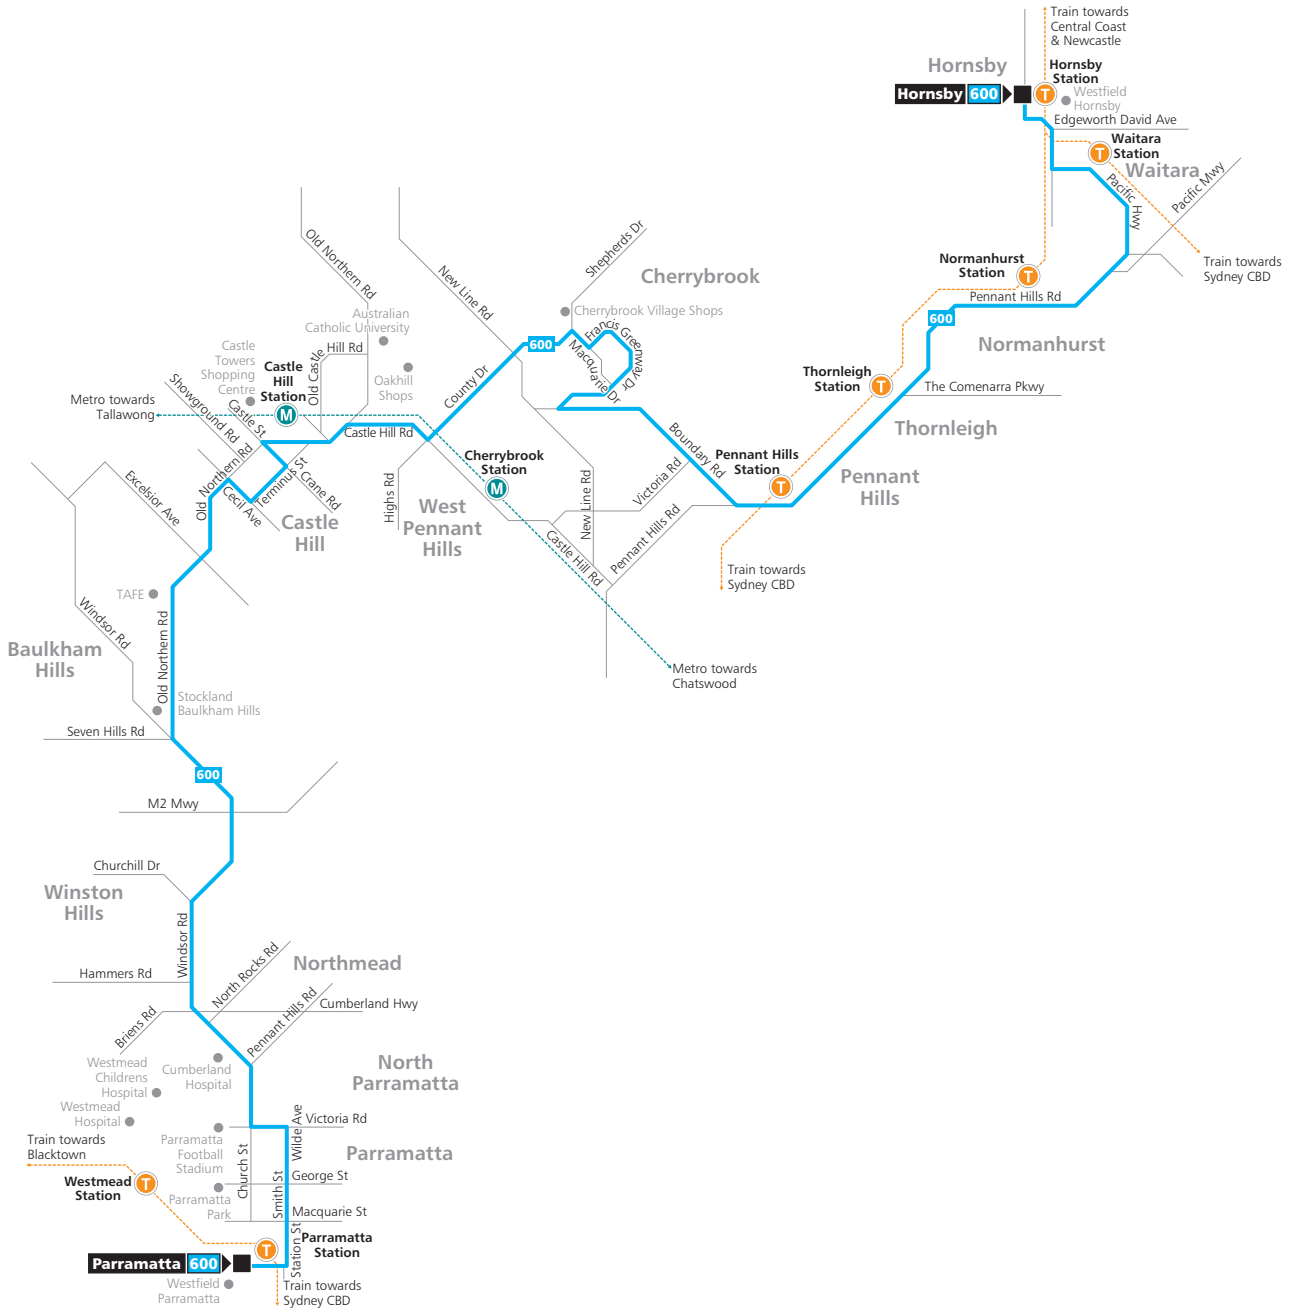 Train towards
Central Coast
& Newcastle
Hornsby
Hornsby
Station
Hornsby 600
Westfield
Hornsby
Edgeworth David Ave
Waitara
Station
Waitara
Pacific Hwy
Pacific Mwy
Train towards
Sydney CBD
Normanhurst
Station
Pennant Hills Rd
600
Normanhurst
Thornleigh
Station
The Comenarra Pkwy
Thornleigh
Pennant Hills
Station
Pennant
Hills
Boundary Rd
Victoria Rd
New Line Rd
Pennant Hills Rd
Castle Hill Rd
Train towards
Sydney CBD
Metro towards
Chatswood
Shepherds Dr
Cherrybrook
Cherrybrook Village Shops
Francis Greenway Dr
Macquarie Dr
600
New Line Rd
County Dr
Old Northern Rd
Australian
Catholic University
Hill Rd
Old Castle
Oakhill
Shops
Castle
Towers
Shopping
Centre
Castle
Hill
Station
M
Showground Rd
Castle St
Metro towards
Tallawong
Castle Hill Rd
Cherrybrook
Station
M
Highs Rd
West
Pennant
Hills
Old Northern Rd
Cecil Ave
Terminus St
Crane Rd
Castle
Hill
Excelsior Ave
TAFE
Windsor Rd
Old Northern Rd
Baulkham
Hills
Stockland
Baulkham Hills
Seven Hills Rd
600
M2 Mwy
Churchill Dr
Winston
Hills
Windsor Rd
Hammers Rd
North Rocks Rd
Northmead
Pennant Hills Rd
Cumberland Hwy
Briens Rd
Cumberland
Hospital
Westmead
Childrens
Hospital
Westmead
Hospital
North
Parramatta
Wilde Ave
Victoria Rd
Parramatta
Football
Stadium
Church St
Parramatta
Train towards
Blacktown
Westmead
Station
T
George St
Smith St
Parramatta
Park
Macquarie St
Station St
Parramatta
Station
T
Parramatta 600
Westfield
Parramatta
Train towards
Sydney CBD
T
T
T
T
T